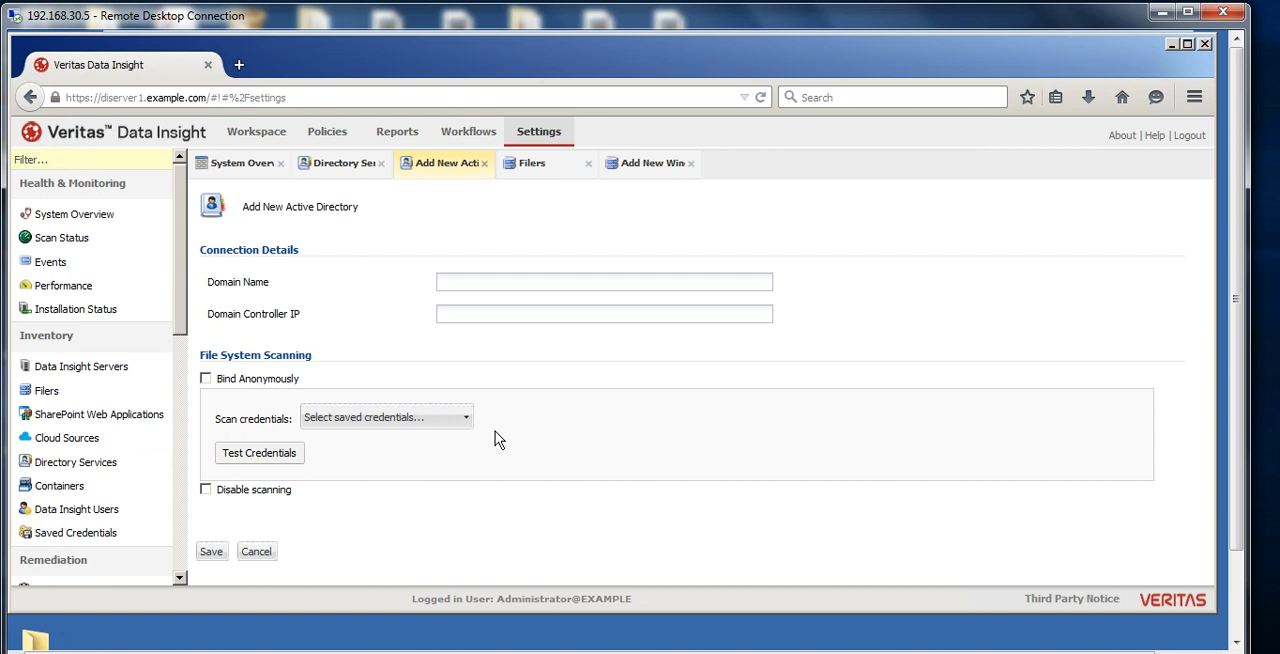 192.168.30.5 - Remote Desktop Connection
Veritas Data Insight
https://diserver1.example.com/#!#%2Fsettings
Search
Veritas™ Data Insight
Workspace
Policies
Reports
Workflows
Settings
About | Help | Logout
Filter...
System Over
Directory Ser
Add New Acti
Filers
Add New Win
Health & Monitoring
System Overview
Scan Status
Events
Performance
Installation Status
Inventory
Data Insight Servers
Filers
SharePoint Web Applications
Cloud Sources
Directory Services
Containers
Data Insight Users
Saved Credentials
Remediation
Add New Active Directory
Connection Details
Domain Name
Domain Controller IP
File System Scanning
Bind Anonymously
Scan credentials:
Select saved credentials...
Test Credentials
Disable scanning
Save
Cancel
Logged in User: Administrator@EXAMPLE
Third Party Notice
VERITAS